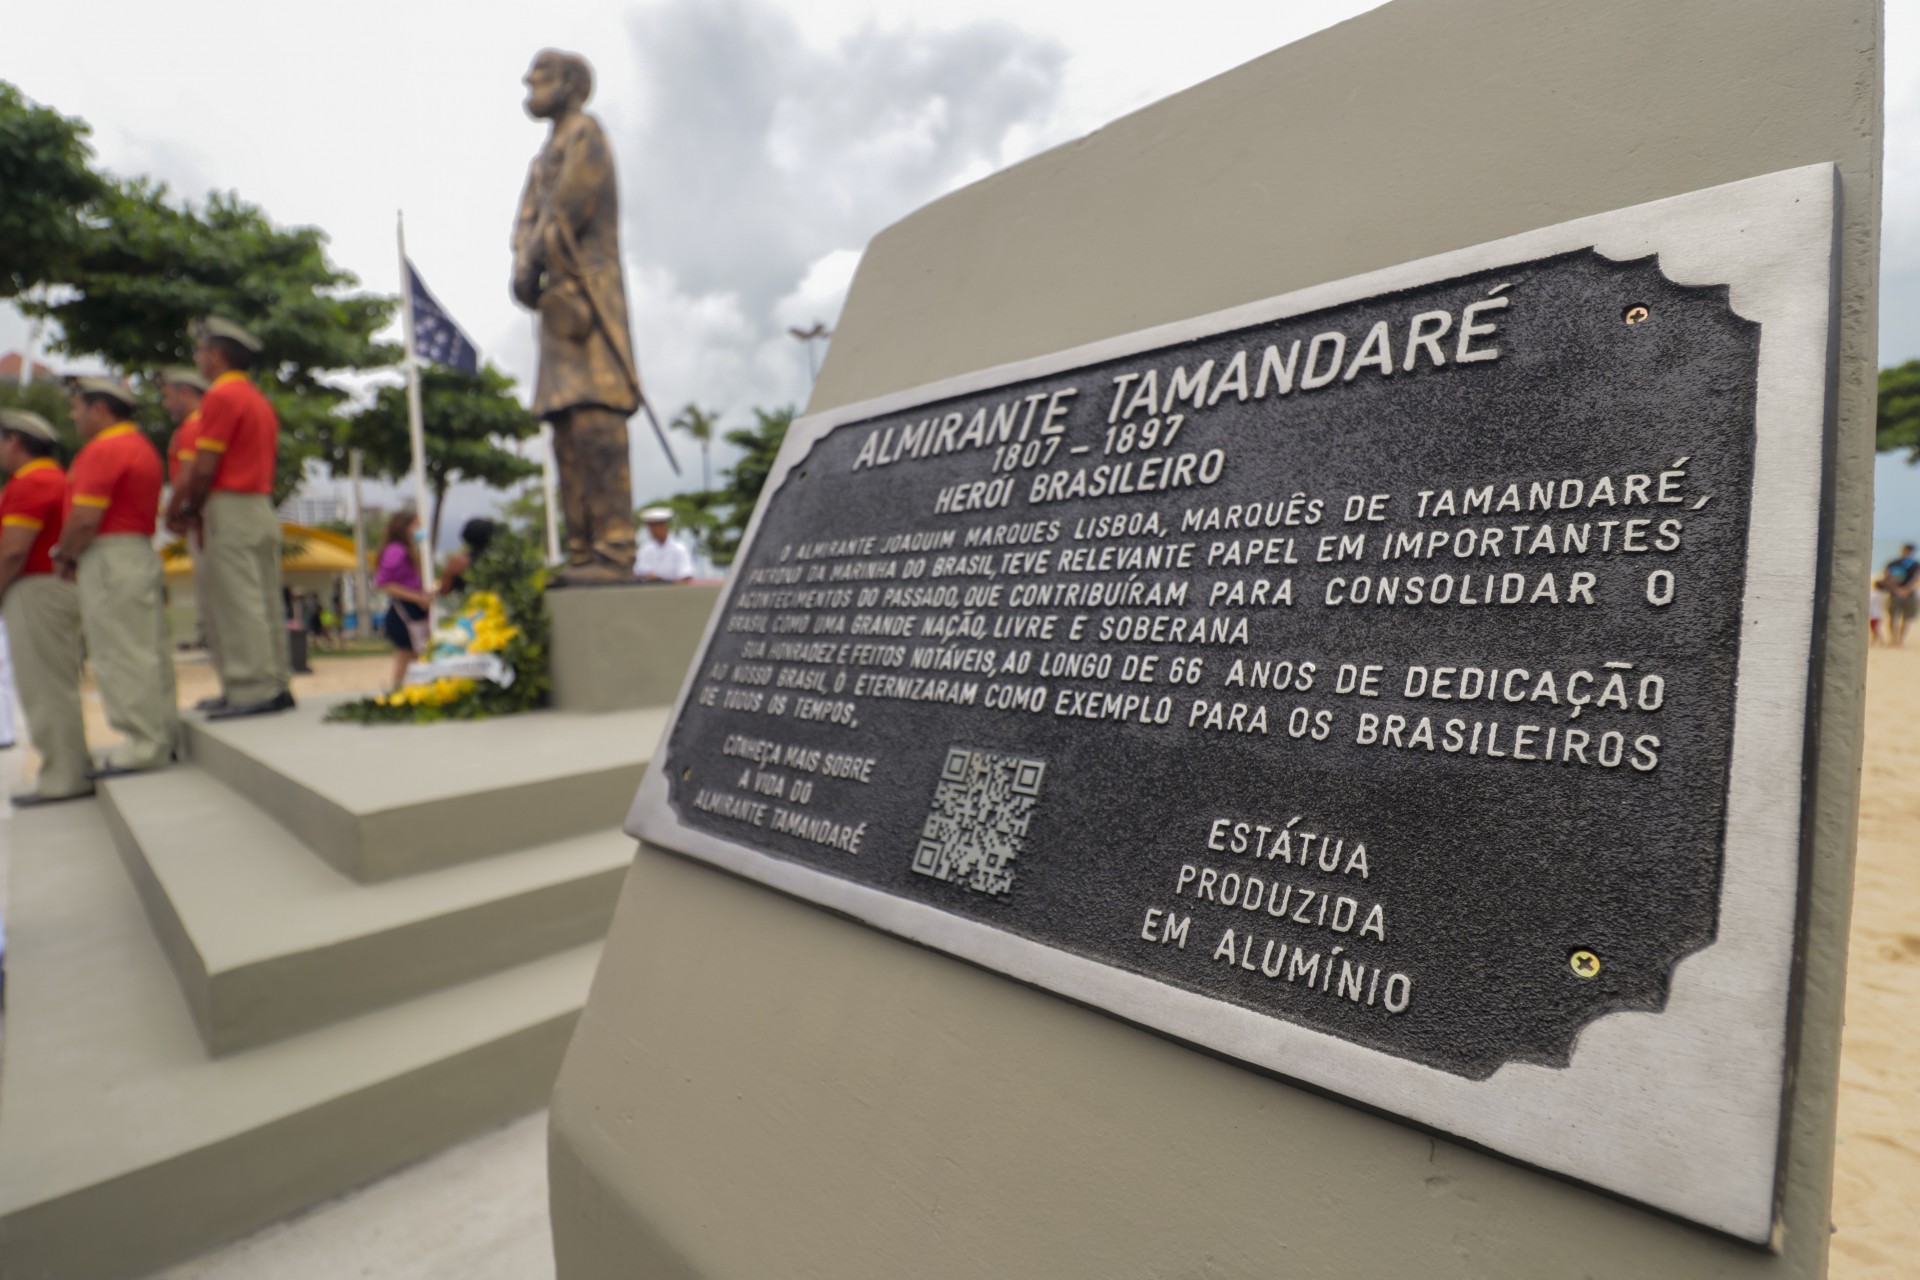 ALMIRANTE TAMANDARÉ
1807 – 1897
HERÓI BRASILEIRO
O ALMIRANTE JOAQUIM MARQUES LISBOA, MARQUÊS DE TAMANDARÉ,
PATRONO DA MARINHA DO BRASIL, TEVE RELEVANTE PAPEL EM IMPORTANTES
ACONTECIMENTOS DO PASSADO, QUE CONTRIBUÍRAM PARA CONSOLIDAR O
BRASIL COMO UMA GRANDE NAÇÃO, LIVRE E SOBERANA
SUA HONRADEZ E FEITOS NOTÁVEIS, AO LONGO DE 66 ANOS DE DEDICAÇÃO
AO NOSSO BRASIL, O ETERNIZARAM COMO EXEMPLO PARA OS BRASILEIROS
DE TODOS OS TEMPOS.
CONHEÇA MAIS SOBRE
A VIDA DO
ALMIRANTE TAMANDARÉ
ESTÁTUA
PRODUZIDA
EM ALUMÍNIO